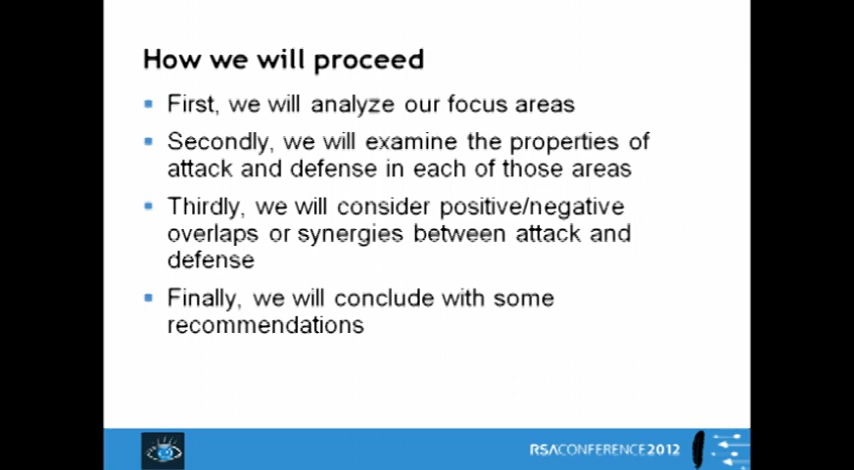 How we will proceed
First, we will analyze our focus areas
Secondly, we will examine the properties of
attack and defense in each of those areas
Thirdly, we will consider positive/negative
overlaps or synergies between attack and
defense
Finally, we will conclude with some
recommendations
RSACONFERENCE2012